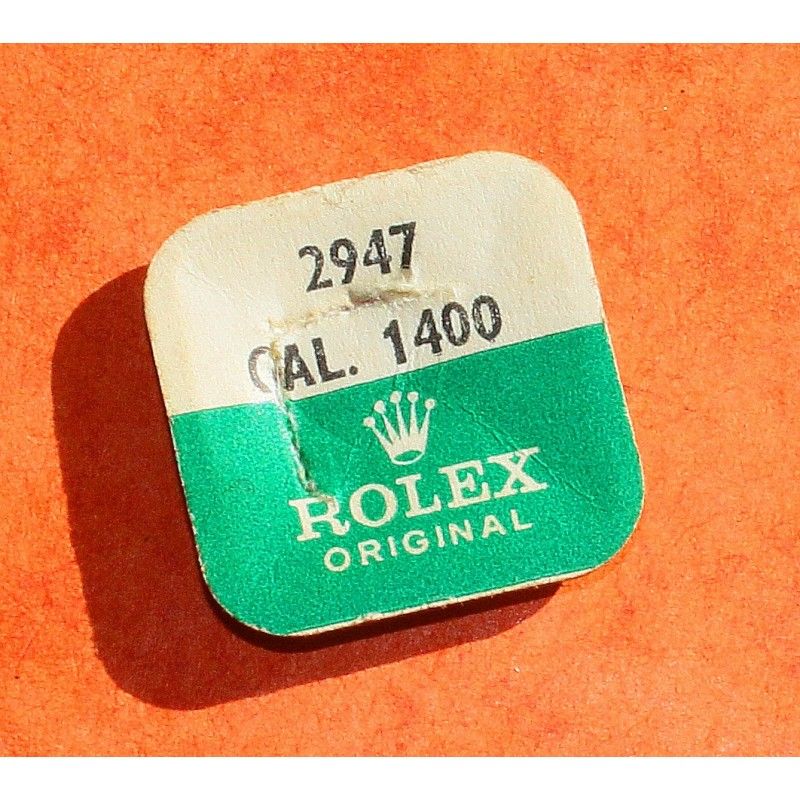 2947
CAL. 1400
ROLEX
ORIGINAL